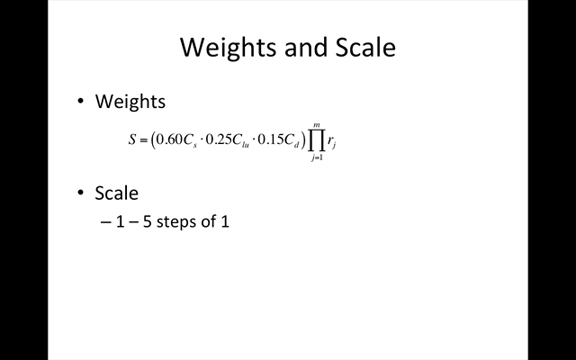 Weights and Scale
• Weights
S = (0.60C_s · 0.25C_lu · 0.15C_d) ∏_{j=1}^{m} r_j
• Scale
– 1 – 5 steps of 1